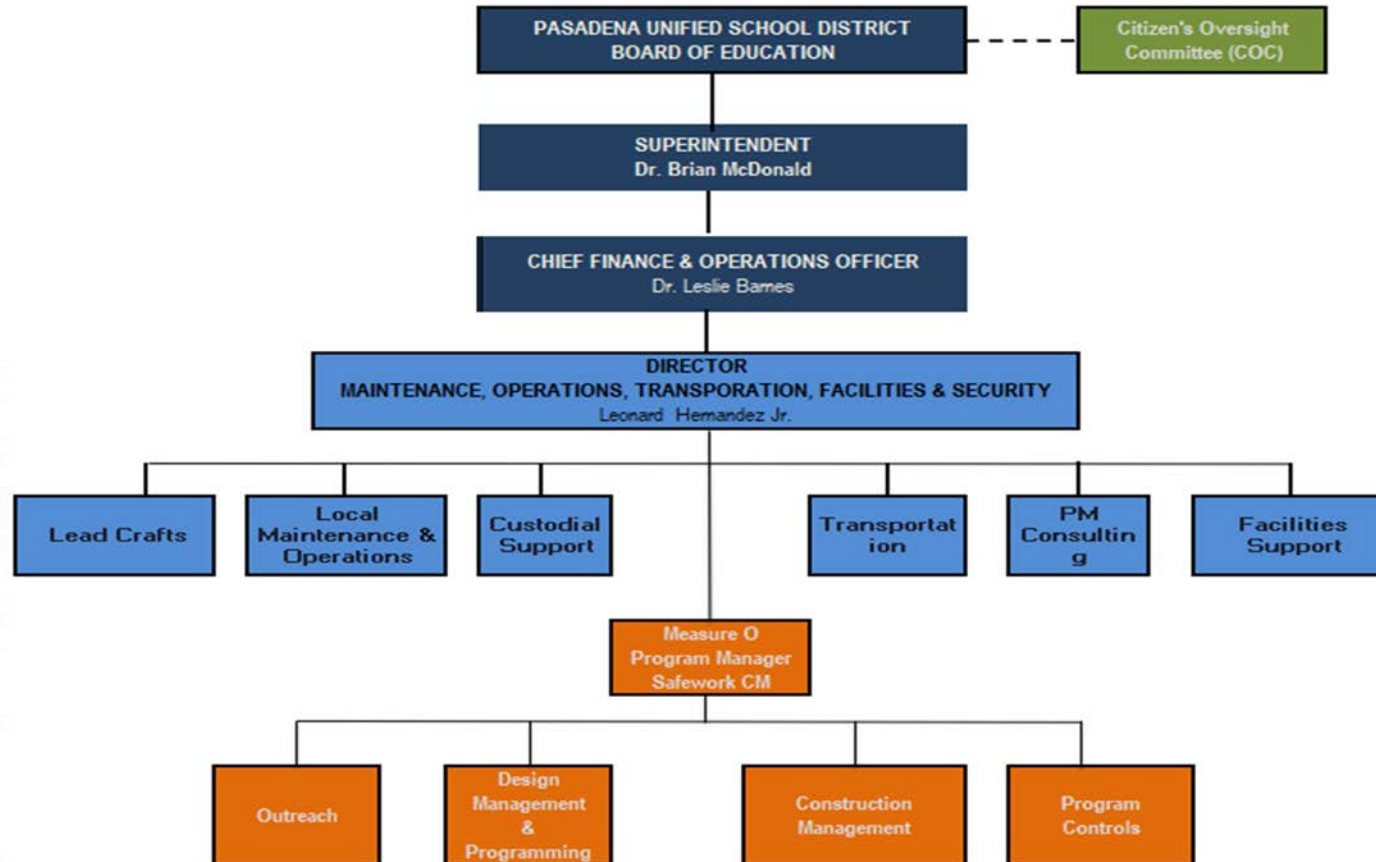 PASADENA UNIFIED SCHOOL DISTRICT
BOARD OF EDUCATION
Citizen's Oversight
Committee (COC)
SUPERINTENDENT
Dr. Brian McDonald
CHIEF FINANCE & OPERATIONS OFFICER
Dr. Leslie Barnes
DIRECTOR
MAINTENANCE, OPERATIONS, TRANSPORATION, FACILITIES & SECURITY
Leonard Hernandez Jr.
Lead Crafts
Local
Maintenance &
Operations
Custodial
Support
Transportat
ion
PM
Consultin
g
Facilities
Support
Measure O
Program Manager
Safework CM
Outreach
Design
Management
&
Programming
Construction
Management
Program
Controls